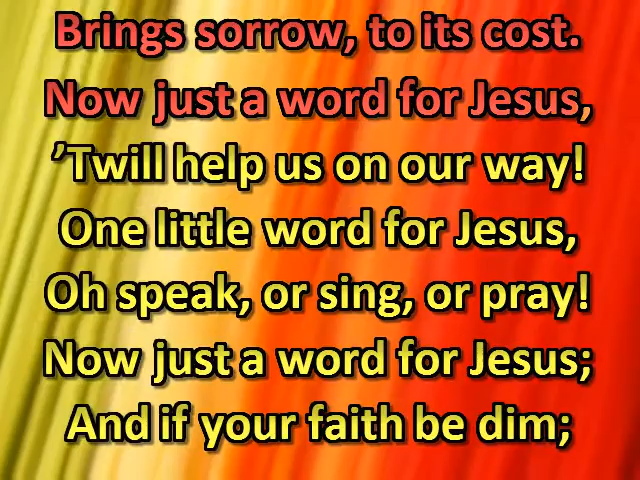 Brings sorrow, to its cost.
Now just a word for Jesus,
’Twill help us on our way!
One little word for Jesus,
Oh speak, or sing, or pray!
Now just a word for Jesus;
And if your faith be dim;